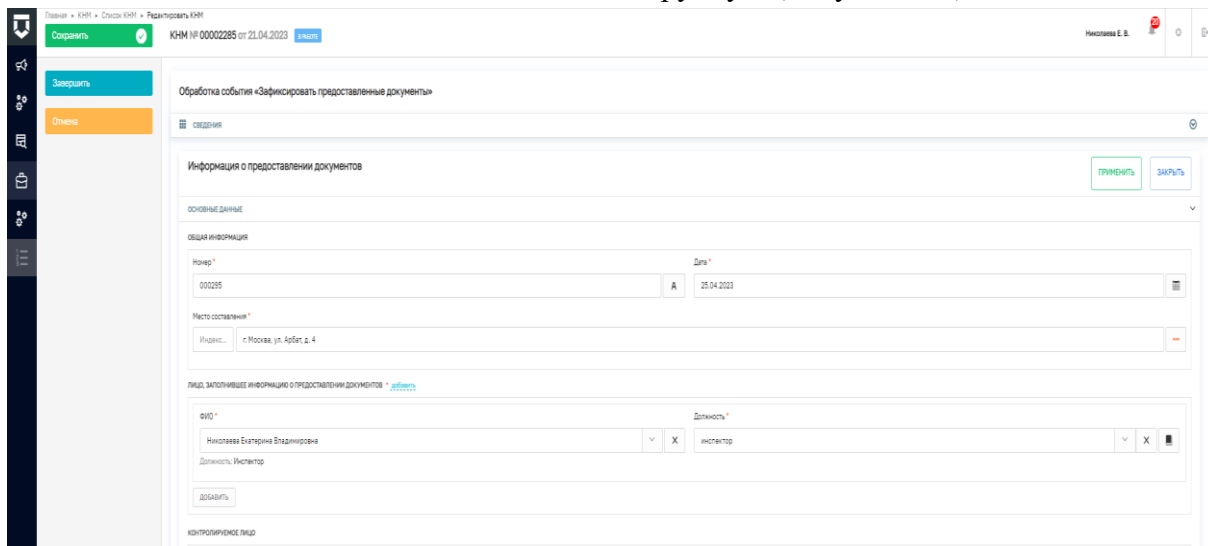 Главная » КНМ » Список КНМ » Редактировать КНМ
Сохранить
КНМ № 00002285 от 21.04.2023 В РАБОТЕ
Николаева Е. В.
20
Завершить
Отмена
Обработка события «Зафиксировать предоставленные документы»
СВЕДЕНИЯ
Информация о предоставлении документов
ПРИМЕНИТЬ
ЗАКРЫТЬ
ОСНОВНЫЕ ДАННЫЕ
ОБЩАЯ ИНФОРМАЦИЯ
Номер * Дата *
000295 А 25.04.2023
Место составления *
Индекс... г. Москва, ул. Арбат, д. 4
ЛИЦО, ЗАПОЛНИВШЕЕ ИНФОРМАЦИЮ О ПРЕДОСТАВЛЕНИИ ДОКУМЕНТОВ * добавить
ФИО * Должность *
Николаева Екатерина Владимировна X инспектор X
Должность: Инспектор
ДОБАВИТЬ
КОНТРОЛИРУЕМОЕ ЛИЦО